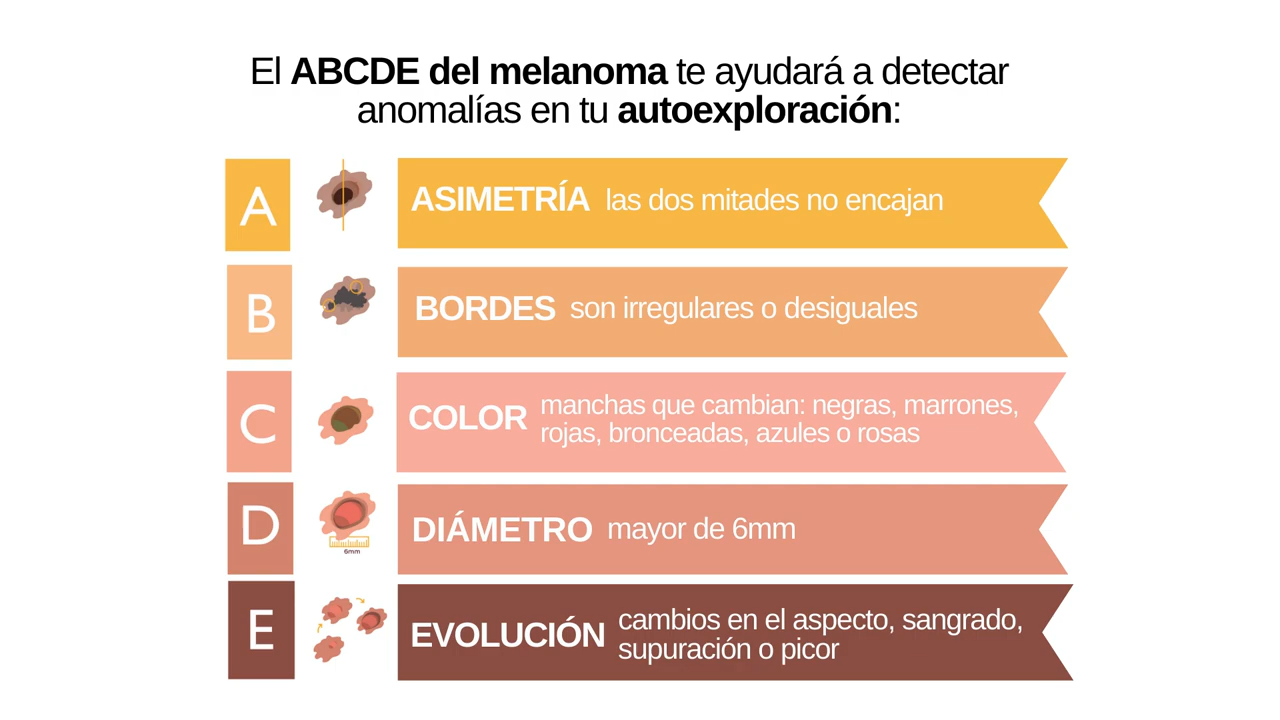 El ABCDE del melanoma te ayudará a detectar
anomalías en tu autoexploración:
A
ASIMETRÍA las dos mitades no encajan
B
BORDES son irregulares o desiguales
C
COLOR manchas que cambian: negras, marrones,
rojas, bronceadas, azules o rosas
D
6mm
DIÁMETRO mayor de 6mm
E
EVOLUCIÓN cambios en el aspecto, sangrado,
supuración o picor